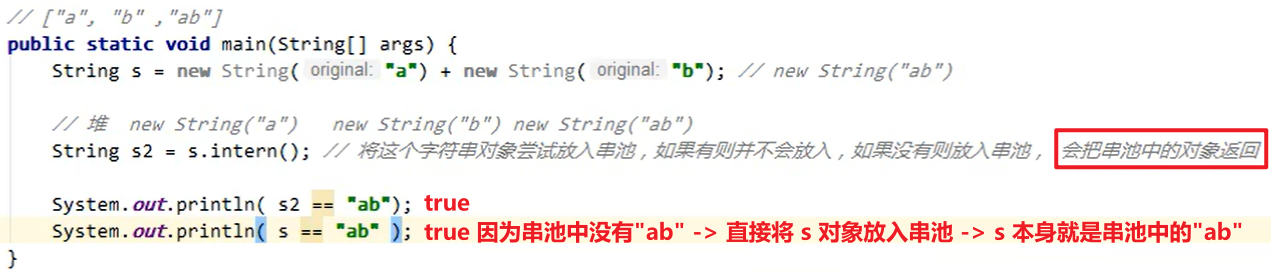 // ["a", "b" ,"ab"]
public static void main(String[] args) {
String s = new String( original: "a") + new String( original: "b"); // new String("ab")
// 堆  new String("a")   new String("b") new String("ab")
String s2 = s.intern(); // 将这个字符串对象尝试放入串池，如果有则并不会放入，如果没有则放入串池， 会把串池中的对象返回
System.out.println( s2 == "ab"); true
System.out.println( s == "ab" ); true 因为串池中没有"ab" -> 直接将 s 对象放入串池 -> s 本身就是串池中的"ab"
}